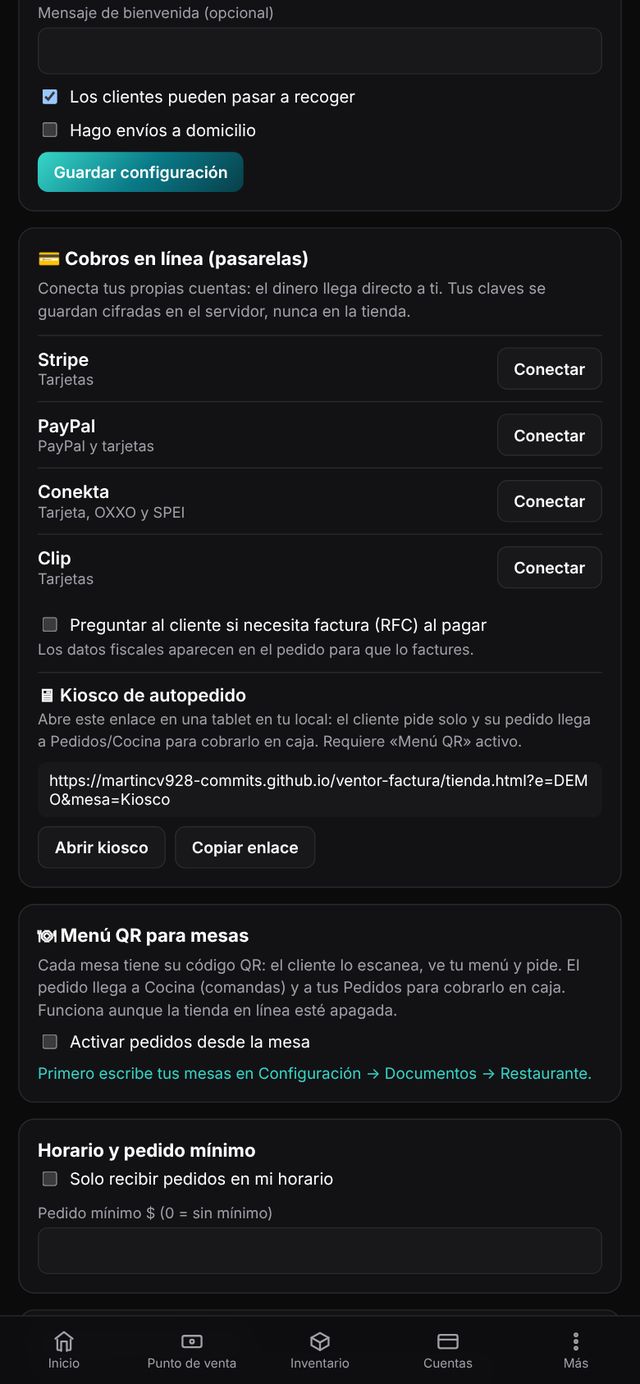 Mensaje de bienvenida (opcional)
Los clientes pueden pasar a recoger
Hago envíos a domicilio
Guardar configuración
💳 Cobros en línea (pasarelas)
Conecta tus propias cuentas: el dinero llega directo a ti. Tus claves se
guardan cifradas en el servidor, nunca en la tienda.
Stripe
Conectar
Tarjetas
PayPal
Conectar
PayPal y tarjetas
Conekta
Conectar
Tarjeta, OXXO y SPEI
Clip
Conectar
Tarjetas
Preguntar al cliente si necesita factura (RFC) al pagar
Los datos fiscales aparecen en el pedido para que lo factures.
🖥 Kiosco de autopedido
Abre este enlace en una tablet en tu local: el cliente pide solo y su pedido llega
a Pedidos/Cocina para cobrarlo en caja. Requiere «Menú QR» activo.
https://martincv928-commits.github.io/ventor-factura/tienda.html?e=DEM
O&mesa=Kiosco
Abrir kiosco
Copiar enlace
🍽 Menú QR para mesas
Cada mesa tiene su código QR: el cliente lo escanea, ve tu menú y pide. El
pedido llega a Cocina (comandas) y a tus Pedidos para cobrarlo en caja.
Funciona aunque la tienda en línea esté apagada.
Activar pedidos desde la mesa
Primero escribe tus mesas en Configuración → Documentos → Restaurante.
Horario y pedido mínimo
Solo recibir pedidos en mi horario
Pedido mínimo $ (0 = sin mínimo)
Inicio
Punto de venta
Inventario
Cuentas
Más